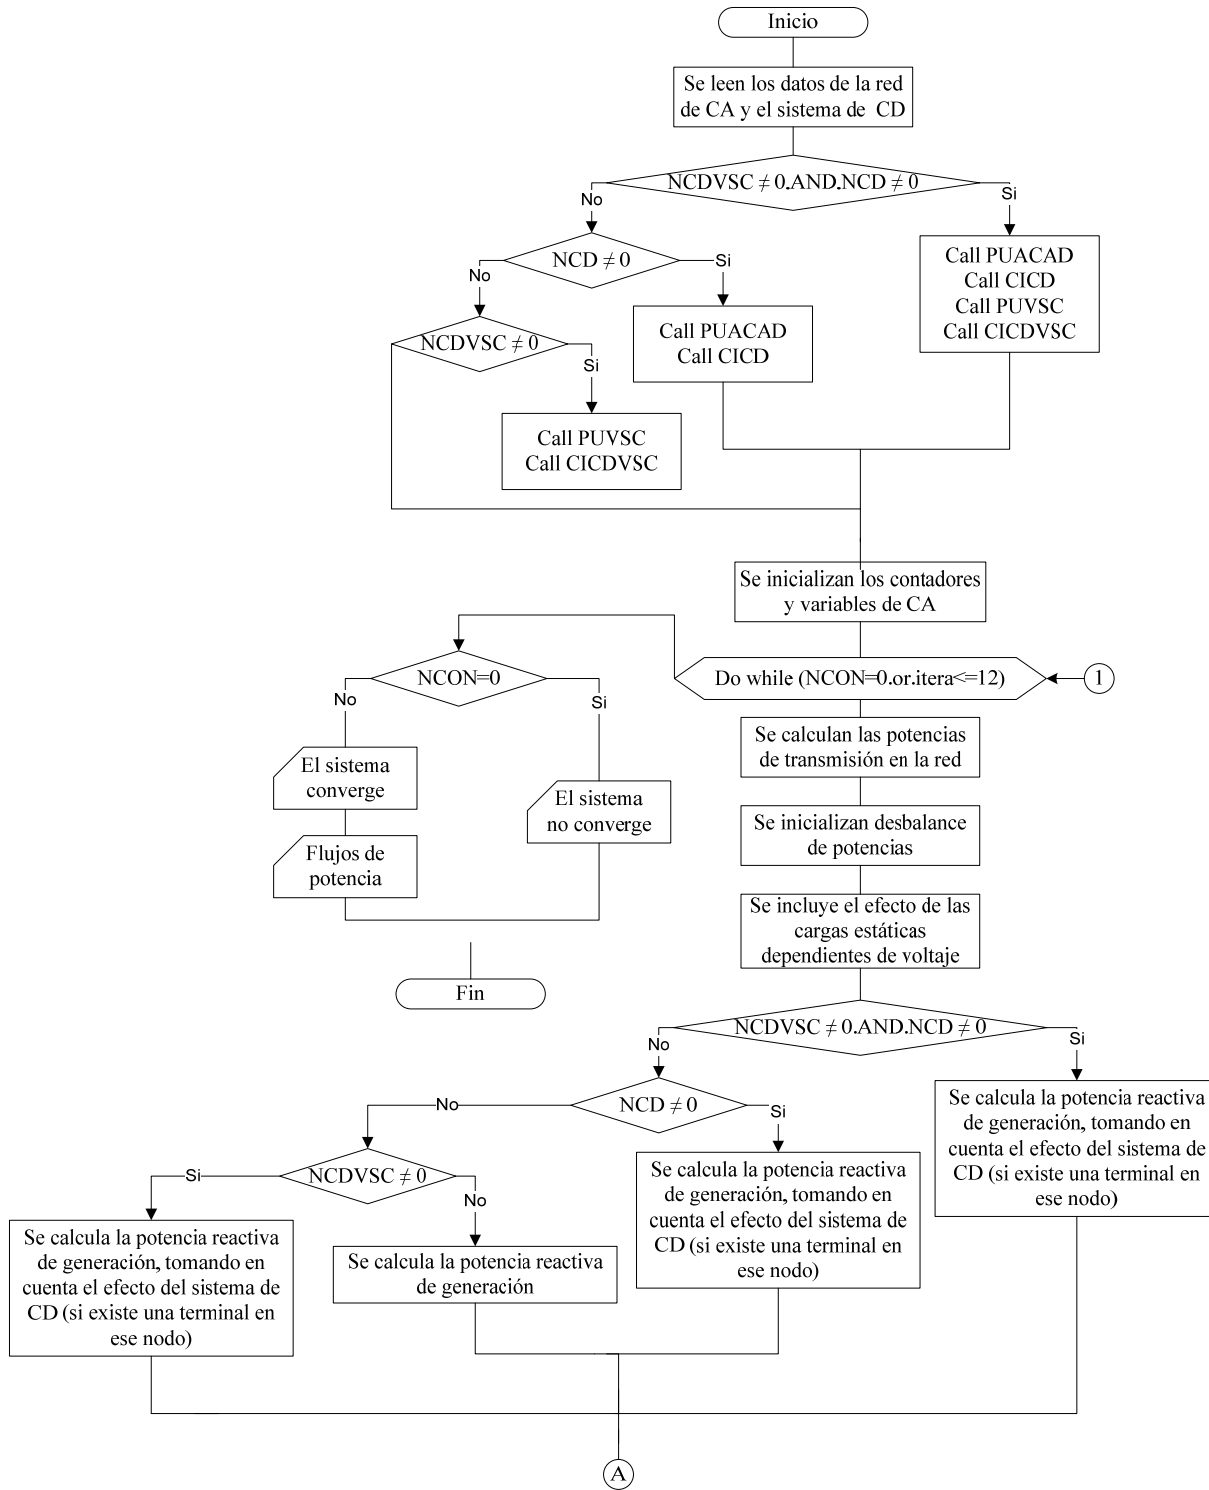 Inicio
Se leen los datos de la red
de CA y el sistema de CD
NCDVSC ≠ 0.AND.NCD ≠ 0
No
Si
NCD ≠ 0
No
Si
Call PUACAD
Call CICD
Call PUVSC
Call CICDVSC
NCDVSC ≠ 0
Si
Call PUACAD
Call CICD
Call PUVSC
Call CICDVSC
Se inicializan los contadores
y variables de CA
NCON=0
No
Si
Do while (NCON=0.or.itera<=12)
1
Se calculan las potencias
de transmisión en la red
El sistema
converge
El sistema
no converge
Se inicializan desbalance
de potencias
Flujos de
potencia
Se incluye el efecto de las
cargas estáticas
dependientes de voltaje
Fin
NCDVSC ≠ 0.AND.NCD ≠ 0
No
Si
NCD ≠ 0
No
Si
Se calcula la potencia reactiva
de generación, tomando en
cuenta el efecto del sistema de
CD (si existe una terminal en
ese nodo)
NCDVSC ≠ 0
Si
No
Se calcula la potencia reactiva
de generación, tomando en
cuenta el efecto del sistema de
CD (si existe una terminal en
ese nodo)
Se calcula la potencia reactiva
de generación, tomando en
cuenta el efecto del sistema de
CD (si existe una terminal en
ese nodo)
Se calcula la potencia reactiva
de generación
A